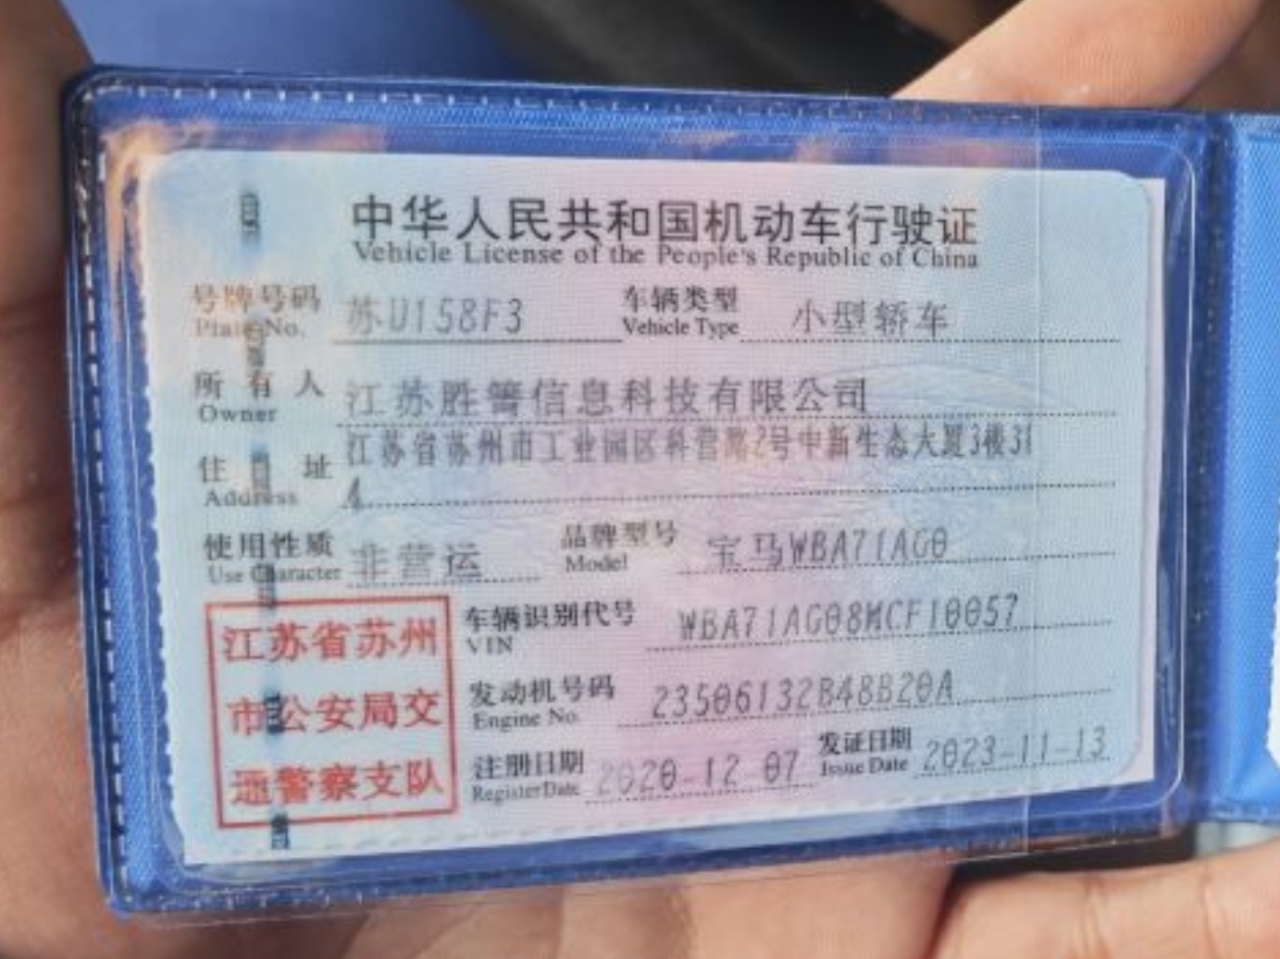 中华人民共和国机动车行驶证
Vehicle License of the People's Republic of China
号牌号码 苏U158F3 车辆类型 小型轿车
Plate No. Vehicle Type
所有人 江苏胜篱信息科技有限公司
Owner
住址 江苏省苏州市工业园区科营路2号中新生态大厦3楼31
Address 4
使用性质 非营运 品牌型号 宝马WBA71AG0
Use Character Model
江苏省苏州
市公安局交
通警察支队
车辆识别代号 WBA71AG08MCF10057
VIN
发动机号码 23506132B48B20A
Engine No.
注册日期 2020-12-07 发证日期 2023-11-13
Register Date Issue Date